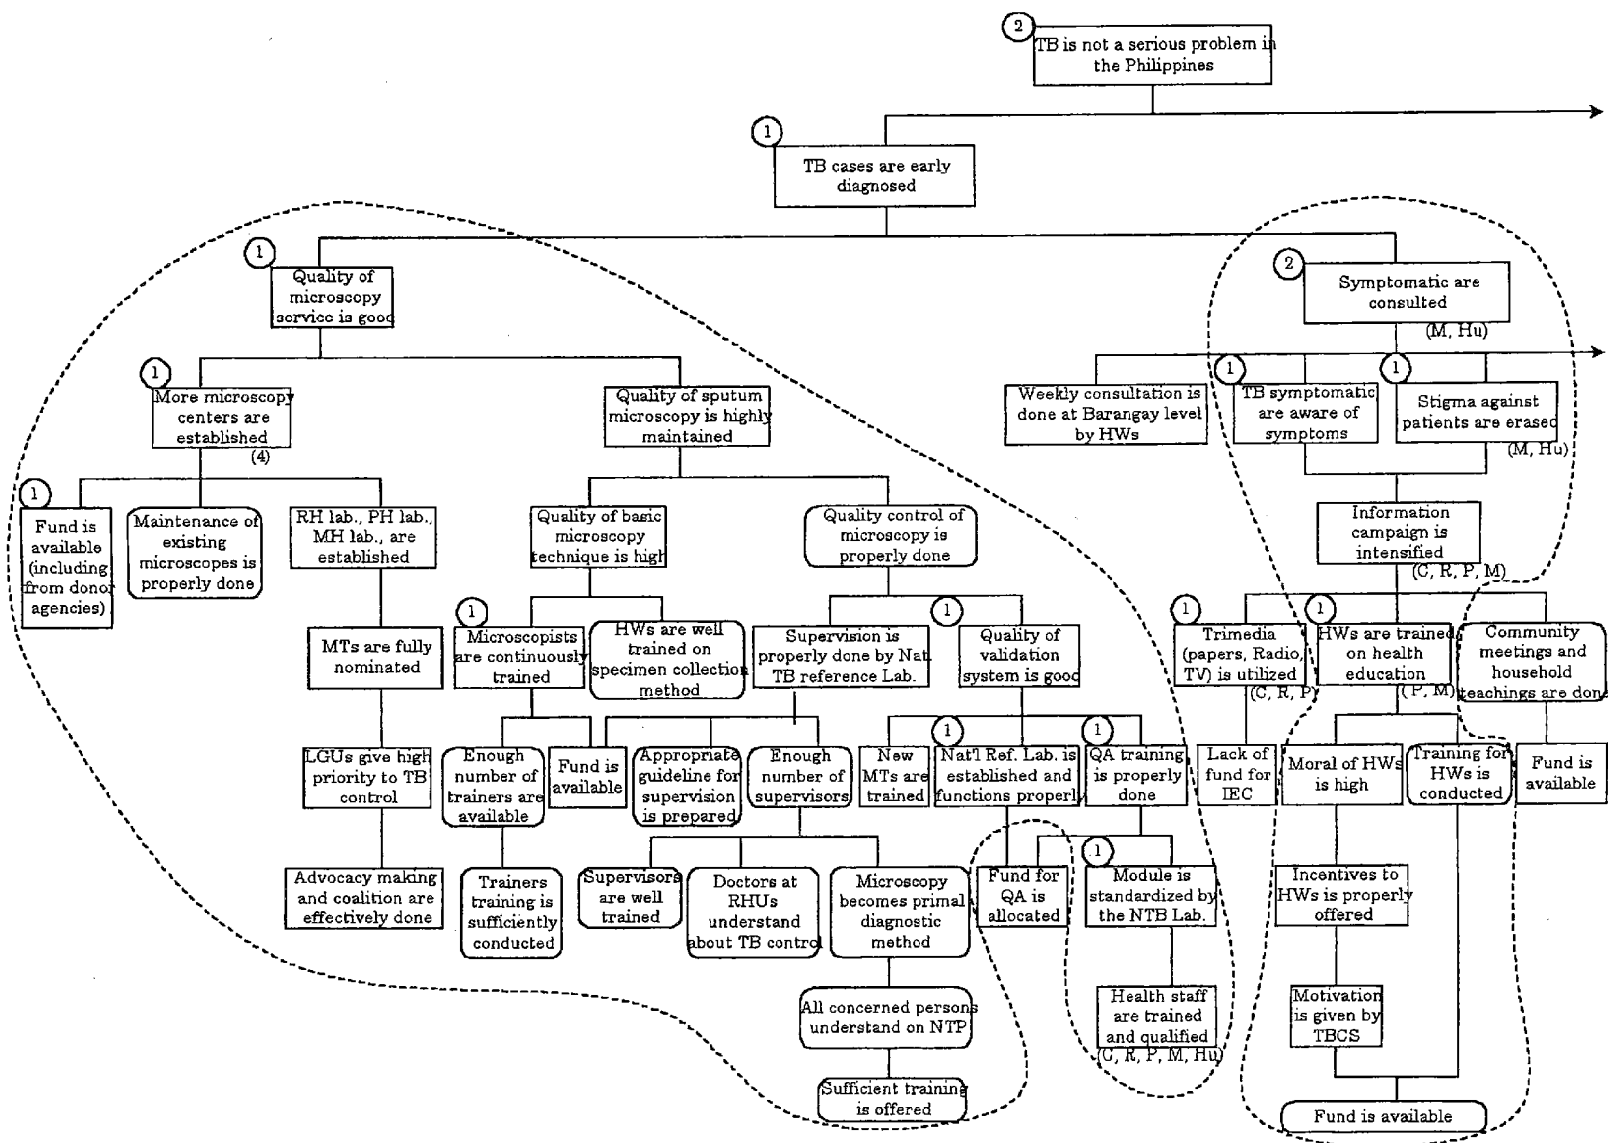 2
TB is not a serious problem in
the Philippines
1
TB cases are early
diagnosed
1
Quality of
microscopy
service is good
2
Symptomatic are
consulted
(M, Hu)
1
More microscopy
centers are
established
(4)
Quality of sputum
microscopy is highly
maintained
Weekly consultation is
done at Barangay level
by HWs
1
TB symptomatic
are aware of
symptoms
1
Stigma against
patients are erased
(M, Hu)
1
Fund is
available
(including
from donor
agencies)
Maintenance of
existing
microscopes is
properly done
RH lab., PH lab.,
MH lab., are
established
Quality of basic
microscopy
technique is high
Quality control of
microscopy is
properly done
Information
campaign is
intensified
(C, R, P, M)
MTs are fully
nominated
1
Microscopists
are continuously
trained
HWs are well
trained on
specimen collection
method
Supervision is
properly done by Nat.
TB reference Lab.
1
Quality of
validation
system is good
1
Trimedia
(papers, Radio,
TV) is utilized
(C, R, P)
1
HWs are trained
on health
education
(P, M)
Community
meetings and
household
teachings are done
LGUs give high
priority to TB
control
Enough
number of
trainers are
available
Fund is
available
Appropriate
guideline for
supervision
is prepared
Enough
number of
supervisors
New
MTs are
trained
1
Nat'l Ref. Lab. is
established and
functions properly
1
QA training
is properly
done
Lack of
fund for
IEC
Moral of HWs
is high
Training for
HWs is
conducted
Fund is
available
Advocacy making
and coalition are
effectively done
Trainers
training is
sufficiently
conducted
Supervisors
are well
trained
Doctors at
RHUs
understand
about TB control
Microscopy
becomes primal
diagnostic
method
Fund for
QA is
allocated
1
Module is
standardized by
the NTB Lab.
Incentives to
HWs is properly
offered
All concerned persons
understand on NTP
Health staff
are trained
and qualified
(C, R, P, M, Hu)
Motivation
is given by
TBCS
Sufficient training
is offered
Fund is available